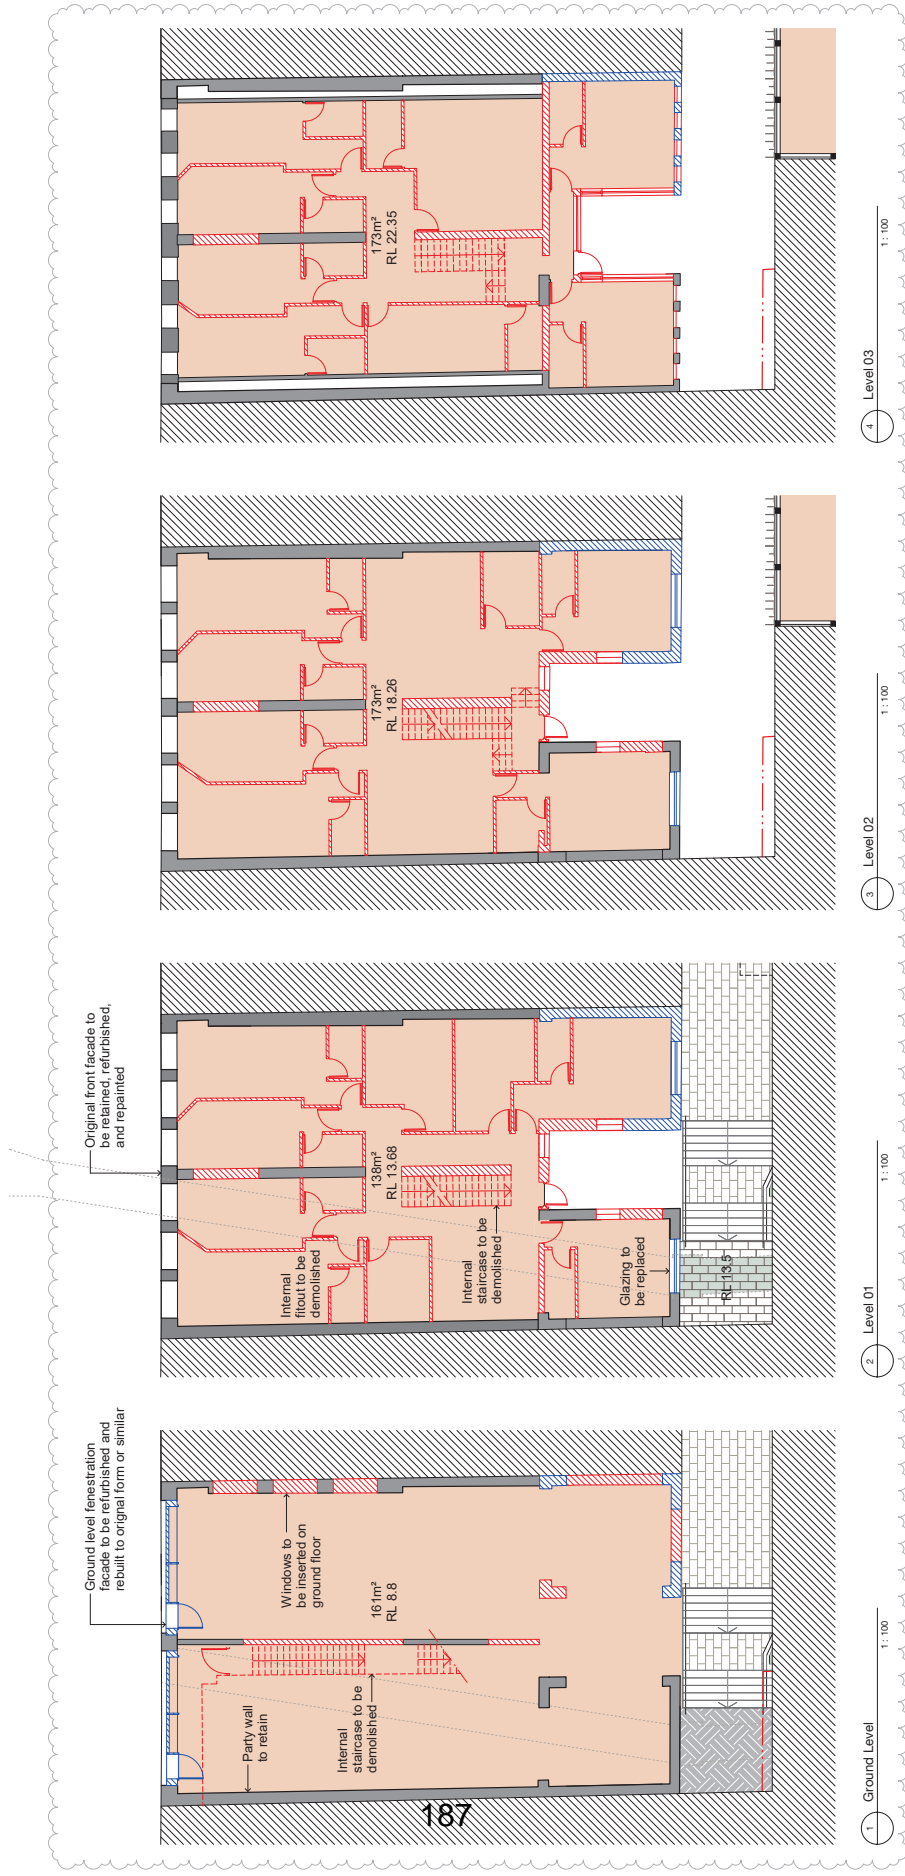 Ground level fenestration
facade to be refurbished and
rebuilt to orignal form or similar
Windows to
be inserted on
ground floor
161m²
RL 8.8
Party wall
to retain
Internal
staircase to be
demolished
187
1
Ground Level
1 : 100
Original front facade to
be retained, refurbished,
and repainted
138m²
RL 13.68
Internal
fitout to be
demolished
Internal
staircase to be
demolished
Glazing to
be replaced
RL 13.5
2
Level 01
1 : 100
173m²
RL 18.26
3
Level 02
1 : 100
173m²
RL 22.35
4
Level 03
1 : 100